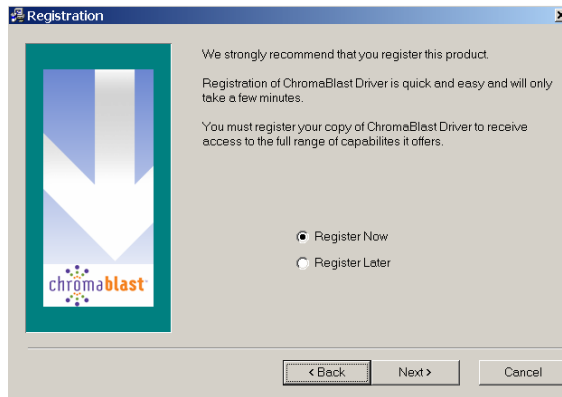 Registration
We strongly recommend that you register this product.
Registration of ChromaBlast Driver is quick and easy and will only
take a few minutes.
You must register your copy of ChromaBlast Driver to receive
access to the full range of capabilites it offers.
Register Now
Register Later
chromablast
< Back
Next >
Cancel